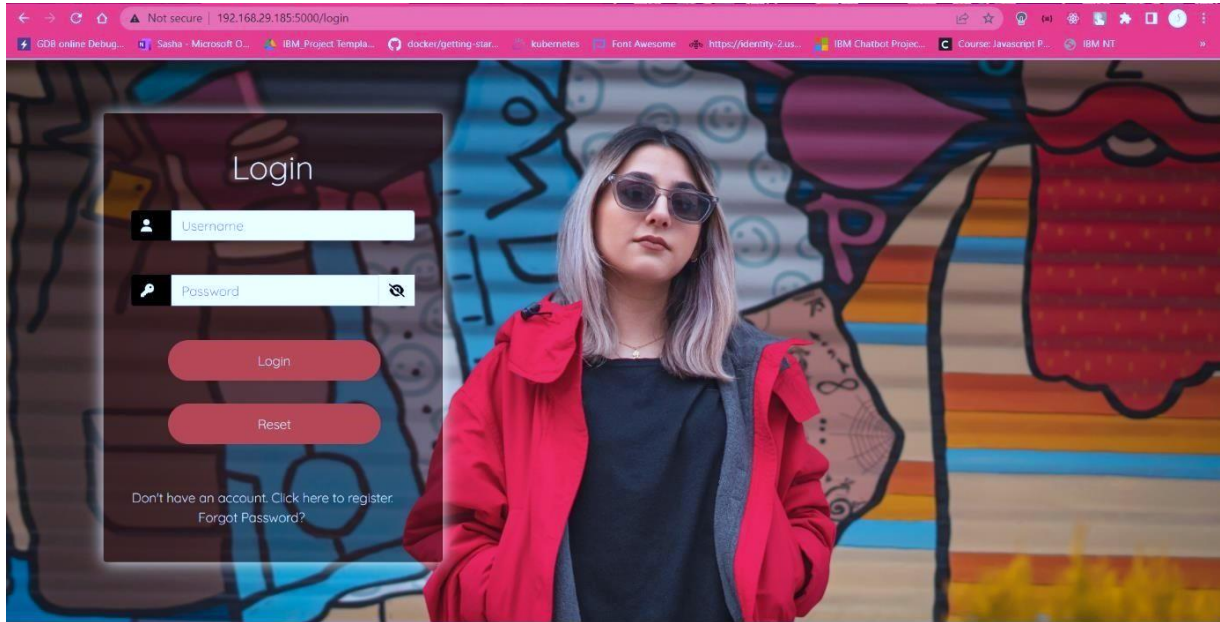 Not secure | 192.168.29.185:5000/login
GDB online Debug... Sasha - Microsoft O... IBM_Project Templa... docker/getting-star... kubernetes Font Awesome https://identity-2.us... IBM Chatbot Projec... Course: Javascript P... IBM NT »
Login
Username
Password
Login
Reset
Don't have an account. Click here to register.
Forgot Password?
P